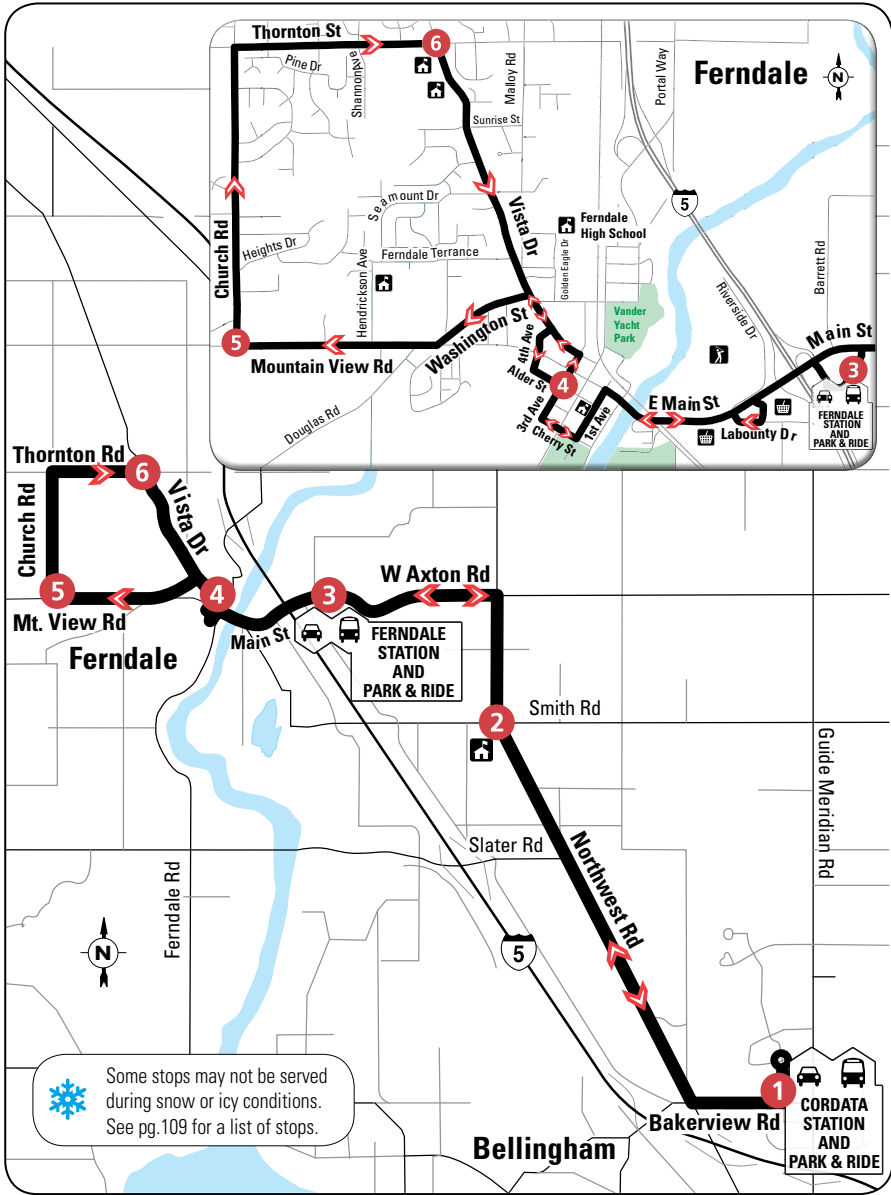 Thornton St
6
Pine Dr
Shannon Ave
Malloy Rd
Portal Way
Ferndale
N
Sunrise St
Seamount Dr
Vista Dr
5
Church Rd
Heights Dr
Ferndale Terrance
Hendrickson Ave
Golden Eagle Dr
Ferndale
High School
Barrett Rd
Riverside Dr
Vander
Yacht
Park
Main St
5
Mountain View Rd
Washington St
4th Ave
Alder St
4
3rd Ave
Cherry St
1st Ave
E Main St
Labounty Dr
3
FERNDALE
STATION
AND
PARK & RIDE
Douglas Rd
Thornton Rd
6
Church Rd
Vista Dr
5
4
3
W Axton Rd
Mt. View Rd
Main St
Ferndale
FERNDALE
STATION
AND
PARK & RIDE
2
Smith Rd
Guide Meridian Rd
Slater Rd
Northwest Rd
Ferndale Rd
N
5
Some stops may not be served
during snow or icy conditions.
See pg.109 for a list of stops.
1
Bakerview Rd
Bellingham
CORDATA
STATION
AND
PARK & RIDE